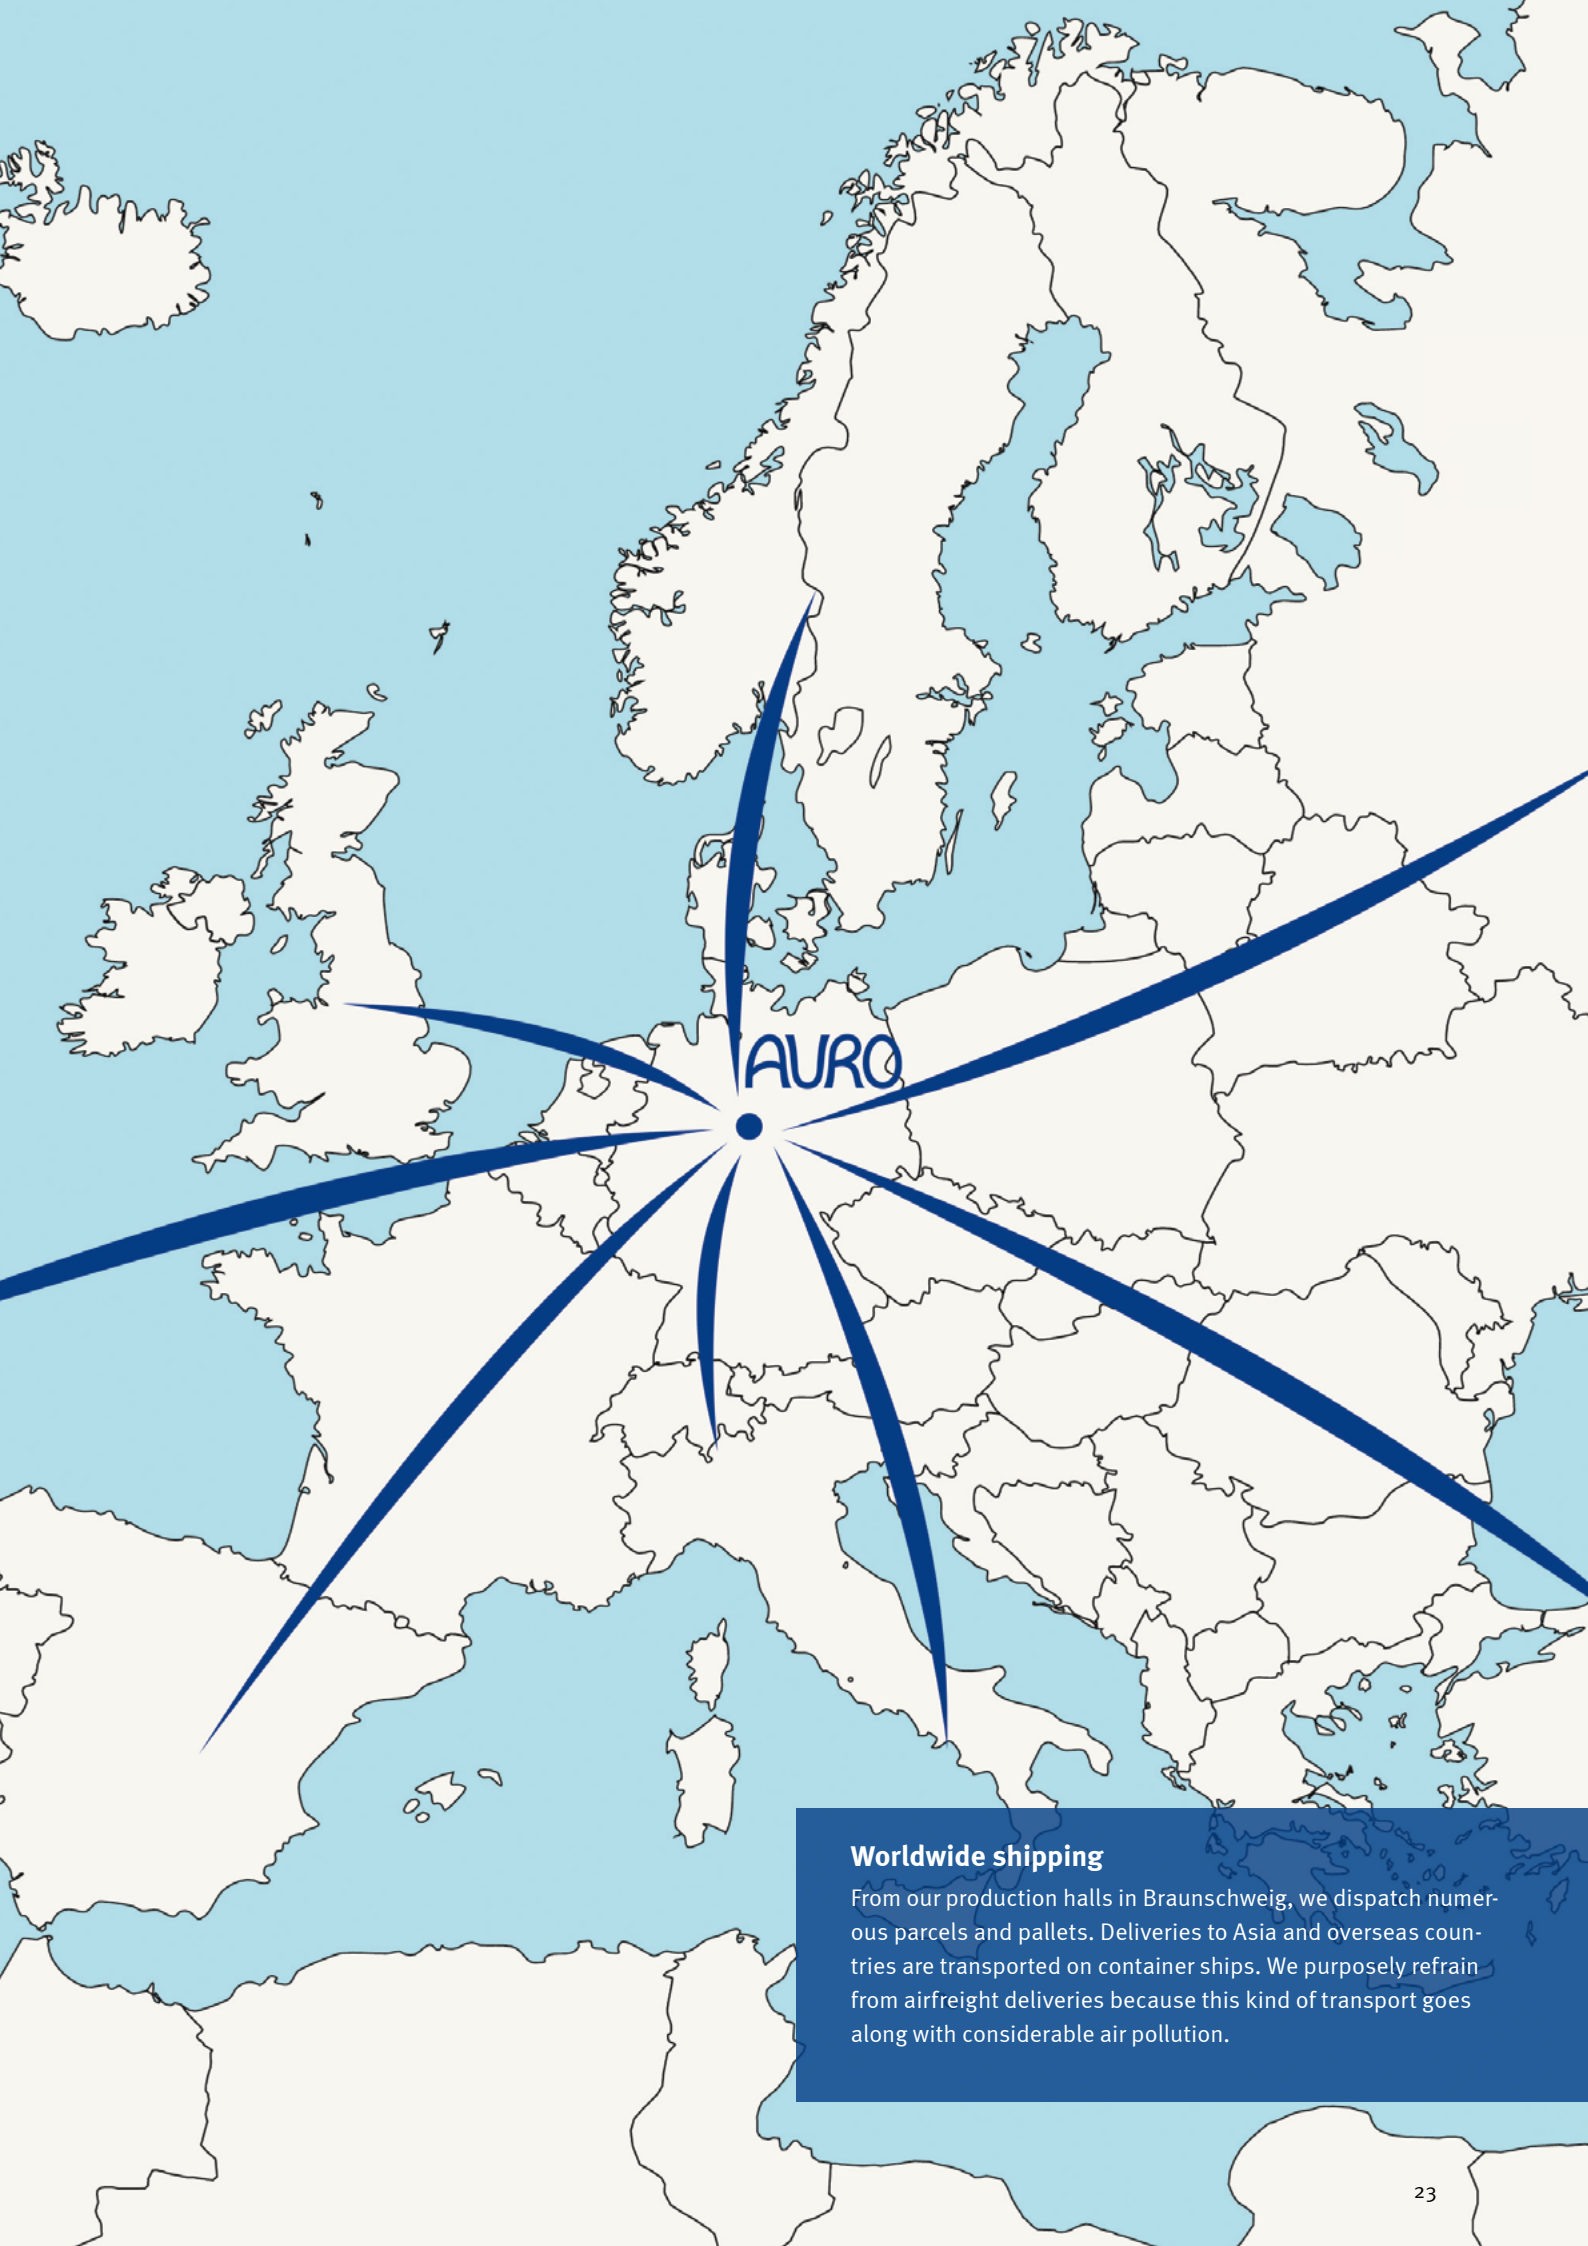 AURO
Worldwide shipping
From our production halls in Braunschweig, we dispatch numer-
ous parcels and pallets. Deliveries to Asia and overseas coun-
tries are transported on container ships. We purposely refrain
from airfreight deliveries because this kind of transport goes
along with considerable air pollution.
23